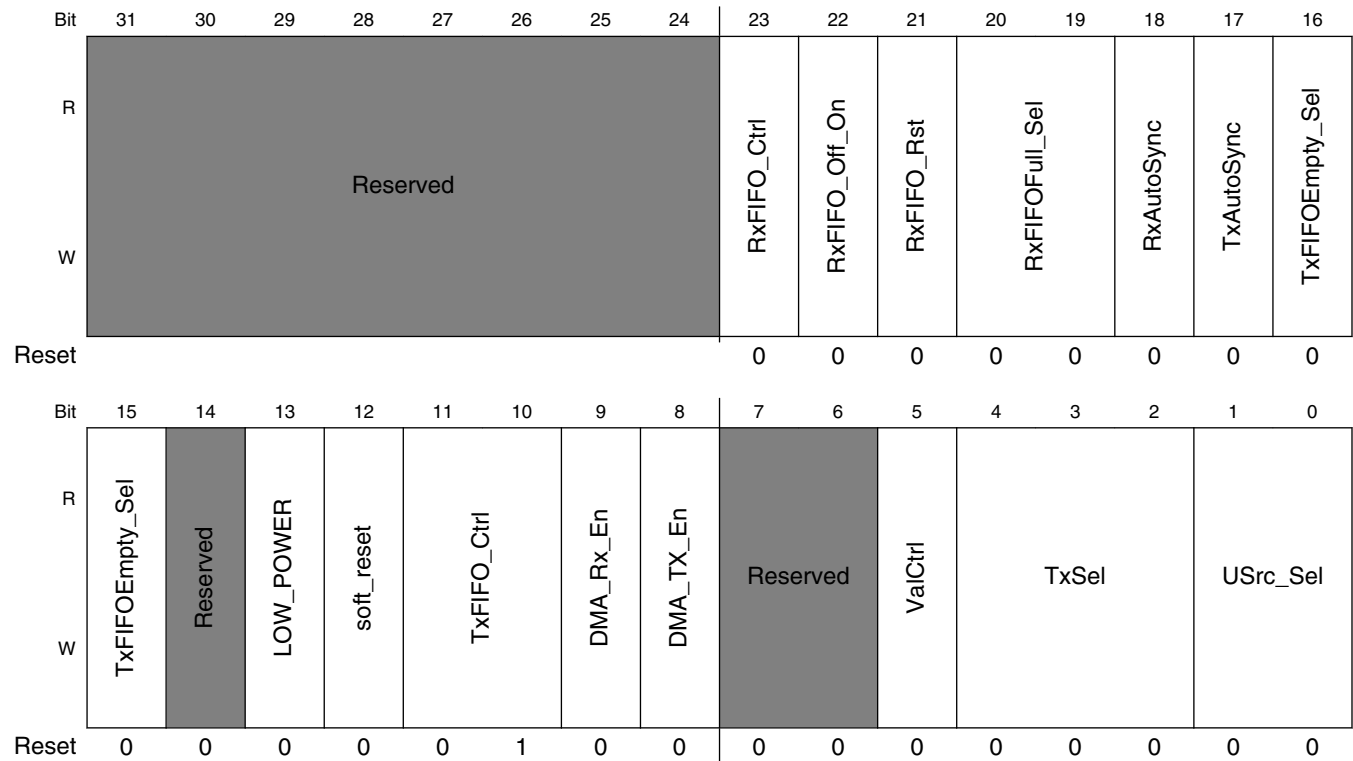 Bit 31 30 29 28 27 26 25 24 23 22 21 20 19 18 17 16
R
W
Reserved
RxFIFO_Ctrl
RxFIFO_Off_On
RxFIFO_Rst
RxFIFOFull_Sel
RxAutoSync
TxAutoSync
TxFIFOEmpty_Sel
Reset 0 0 0 0 0 0 0 0
Bit 15 14 13 12 11 10 9 8 7 6 5 4 3 2 1 0
R
W
TxFIFOEmpty_Sel
Reserved
LOW_POWER
soft_reset
TxFIFO_Ctrl
DMA_Rx_En
DMA_TX_En
Reserved
ValCtrl
TxSel
USrc_Sel
Reset 0 0 0 0 0 1 0 0 0 0 0 0 0 0 0 0